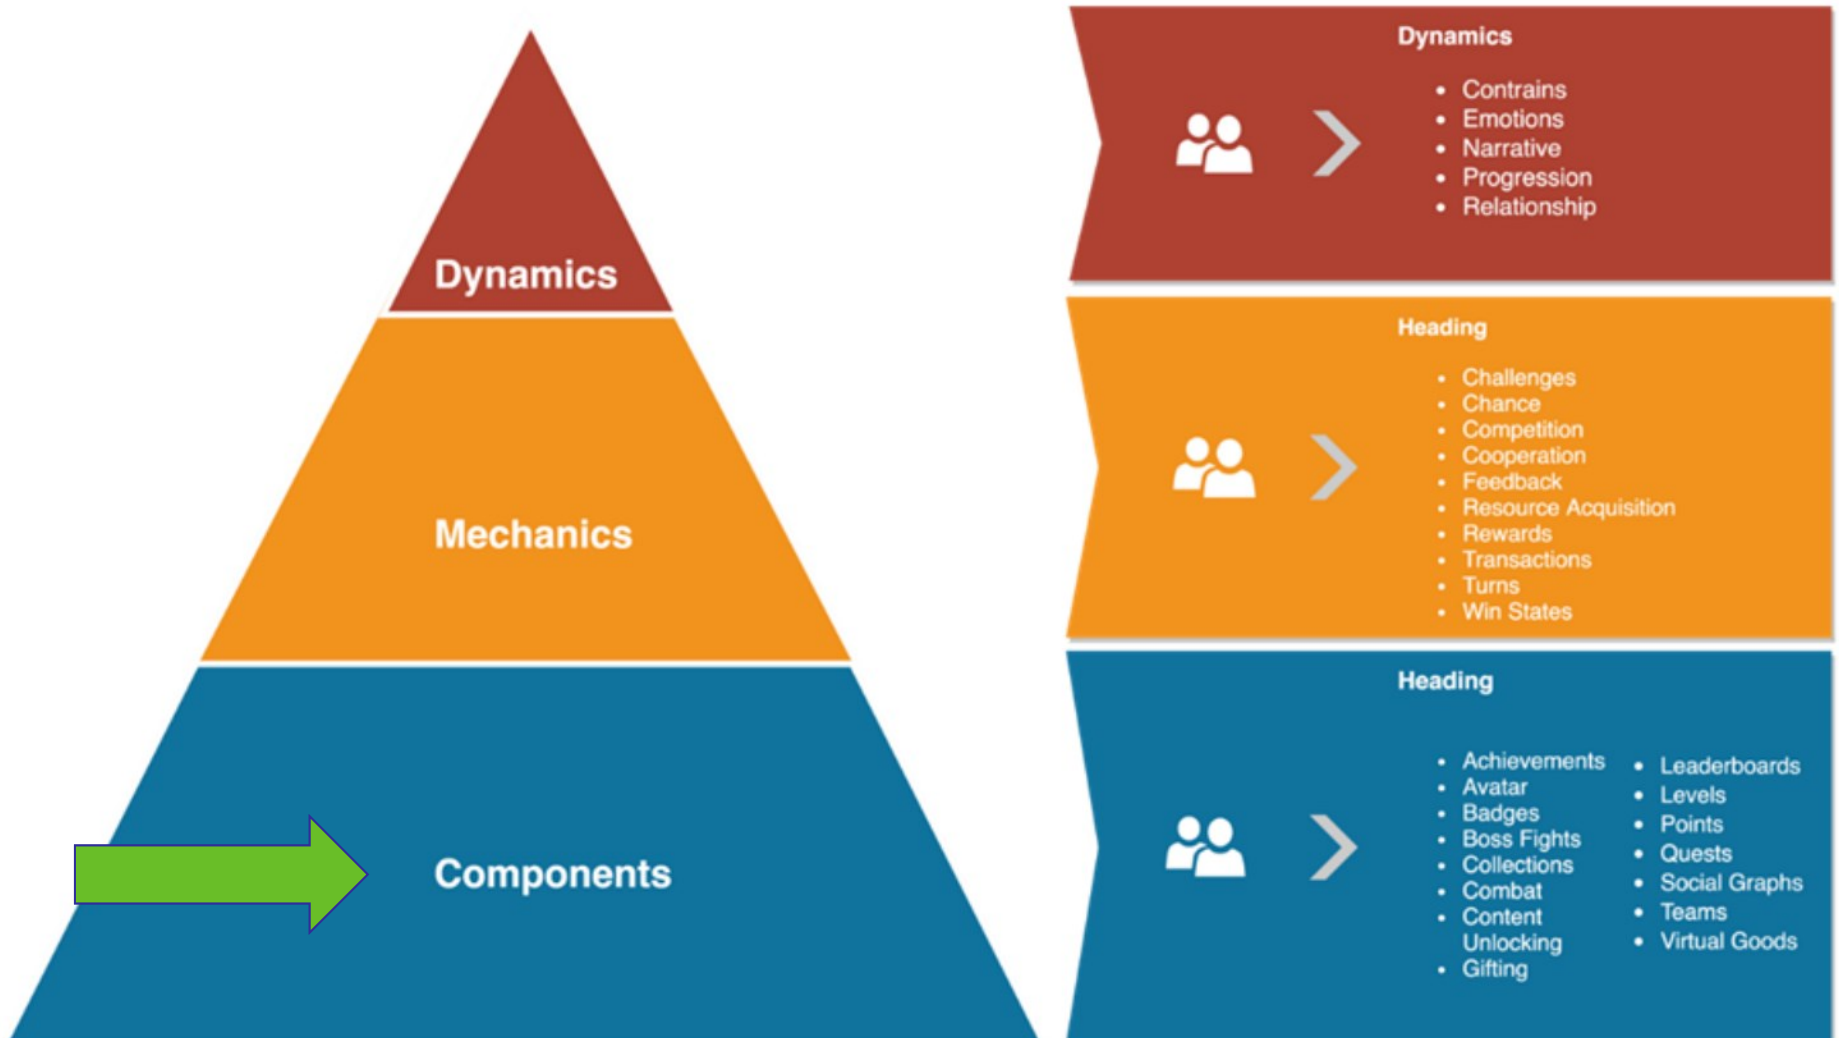 Dynamics
Mechanics
Components
Dynamics
• Contrains
• Emotions
• Narrative
• Progression
• Relationship
Heading
• Challenges
• Chance
• Competition
• Cooperation
• Feedback
• Resource Acquisition
• Rewards
• Transactions
• Turns
• Win States
Heading
• Achievements
• Avatar
• Badges
• Boss Fights
• Collections
• Combat
• Content
Unlocking
• Gifting
• Leaderboards
• Levels
• Points
• Quests
• Social Graphs
• Teams
• Virtual Goods